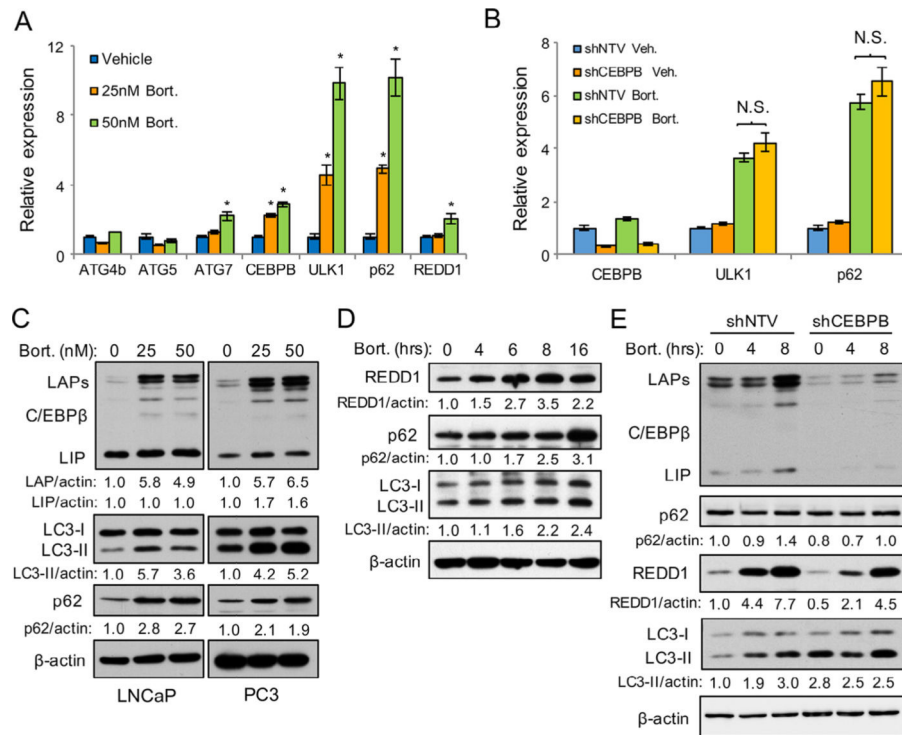 A
Relative expression
12
8
4
0
Vehicle
25nM Bort.
50nM Bort.
* * * * * * * *
ATG4b ATG5 ATG7 CEBPB ULK1 p62 REDD1
B
Relative expression
8
6
4
2
0
shNTV Veh.
shCEBPB Veh.
shNTV Bort.
shCEBPB Bort.
N.S.
N.S.
CEBPB ULK1 p62
C
Bort. (nM): 0 25 50 0 25 50
LAPs
C/EBPβ
LIP
LAP/actin: 1.0 5.8 4.9 1.0 5.7 6.5
LIP/actin: 1.0 1.0 1.0 1.0 1.7 1.6
LC3-I
LC3-II
LC3-II/actin: 1.0 5.7 3.6 1.0 4.2 5.2
p62
p62/actin: 1.0 2.8 2.7 1.0 2.1 1.9
β-actin
LNCaP PC3
D
Bort. (hrs) 0 4 6 8 16
REDD1
REDD1/actin: 1.0 1.5 2.7 3.5 2.2
p62
p62/actin: 1.0 1.0 1.7 2.5 3.1
LC3-I
LC3-II
LC3-II/actin: 1.0 1.1 1.6 2.2 2.4
β-actin
E
shNTV shCEBPB
Bort. (hrs): 0 4 8 0 4 8
LAPs
C/EBPβ
LIP
p62
p62/actin: 1.0 0.9 1.4 0.8 0.7 1.0
REDD1
REDD1/actin: 1.0 4.4 7.7 0.5 2.1 4.5
LC3-I
LC3-II
LC3-II/actin: 1.0 1.9 3.0 2.8 2.5 2.5
β-actin